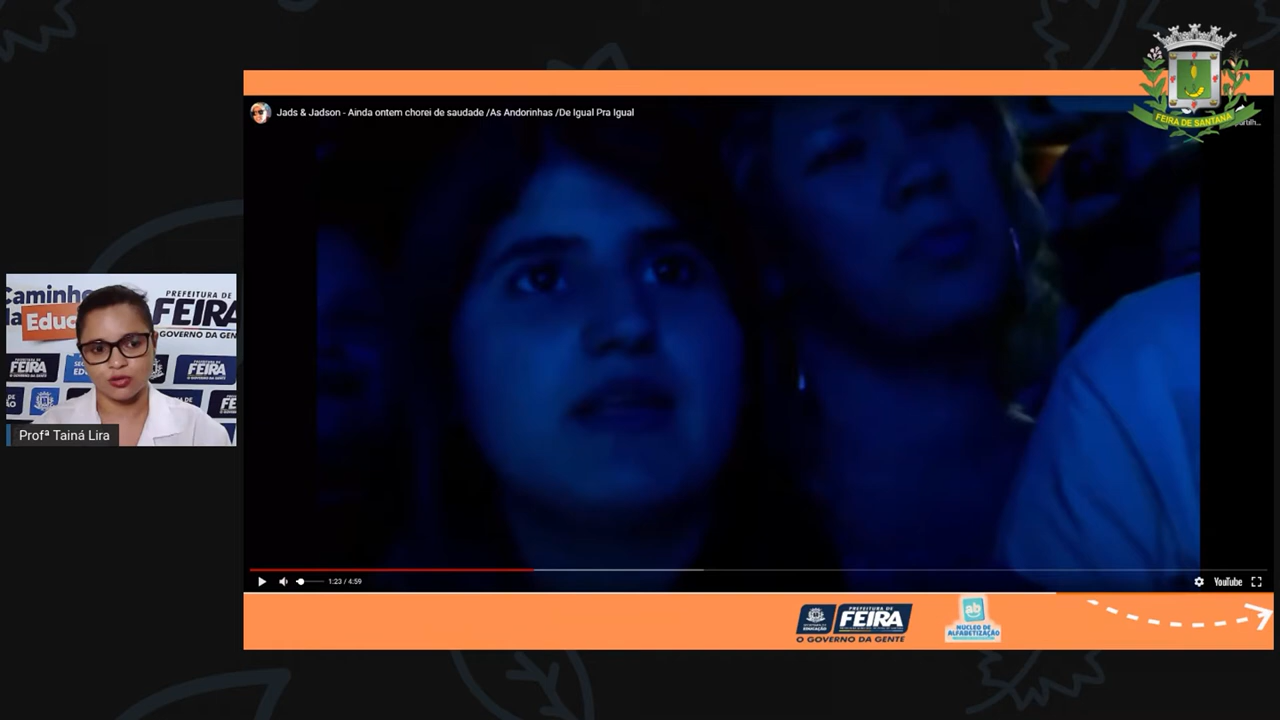 FEIRA DE SANTANA
Jads & Jadson - Ainda ontem chorei de saudade /As Andorinhas /De Igual Pra Igual
Caminho
da
Educ
PREFEITURA DE
FEIRA
GOVERNO DA GENTE
FEIRA
FEIRA
Profª Tainá Lira
1:23 / 4:59
YouTube
EDUCAÇÃO
PREFEITURA DE
FEIRA
O GOVERNO DA GENTE
ab
NÚCLEO DE
ALFABETIZAÇÃO